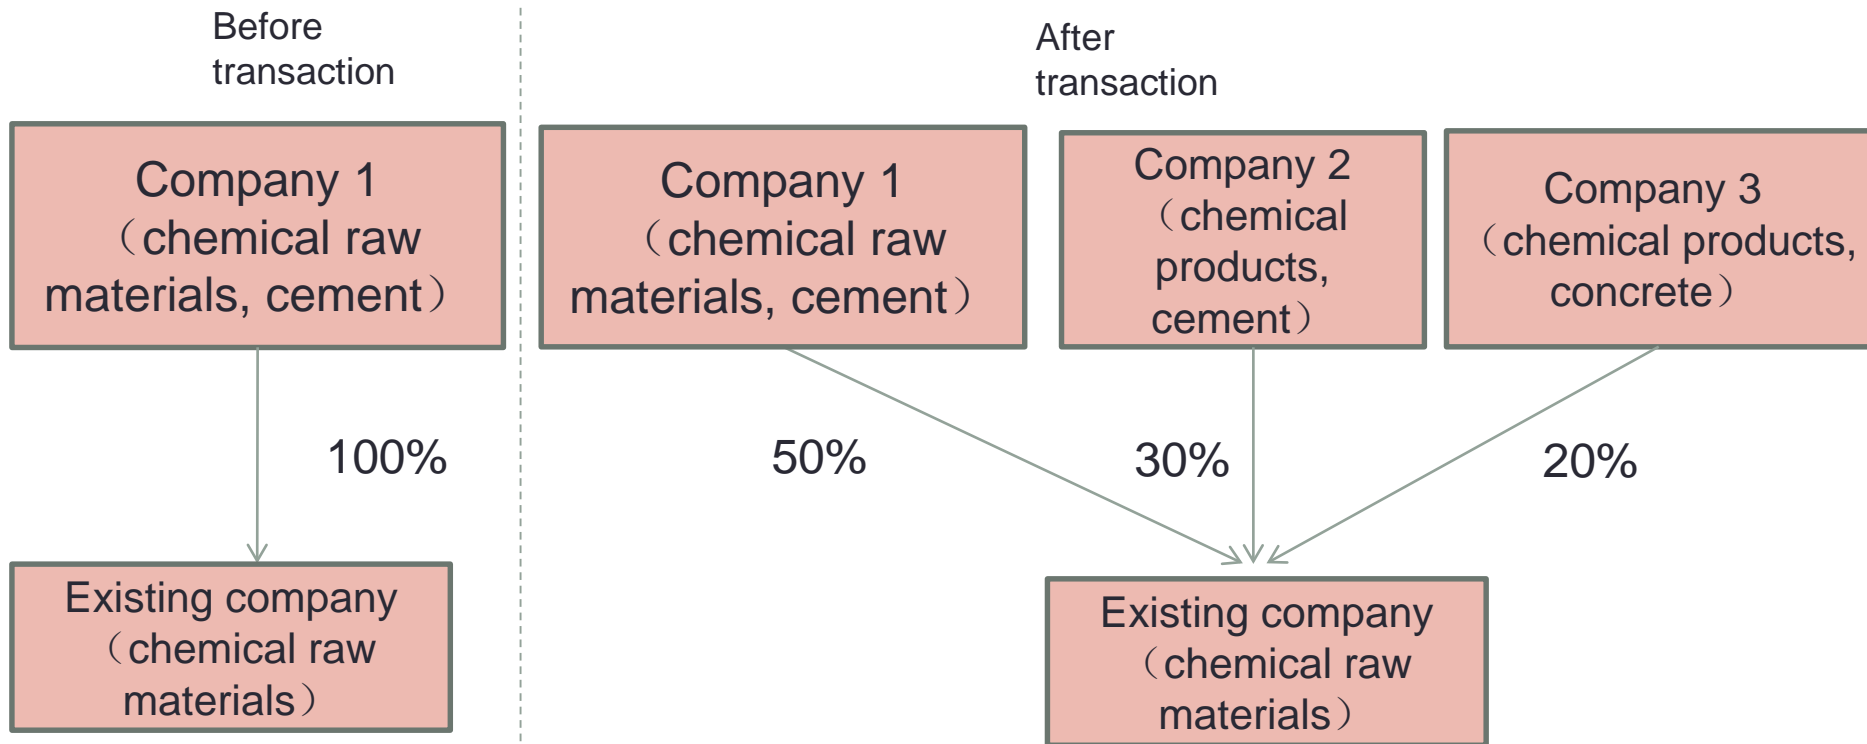 Before
transaction
After
transaction
Company 1
（chemical raw
materials, cement）
Company 1
（chemical raw
materials, cement）
Company 2
（chemical
products,
cement）
Company 3
（chemical products,
concrete）
100%
50%
30%
20%
Existing company
（chemical raw
materials）
Existing company
（chemical raw
materials）